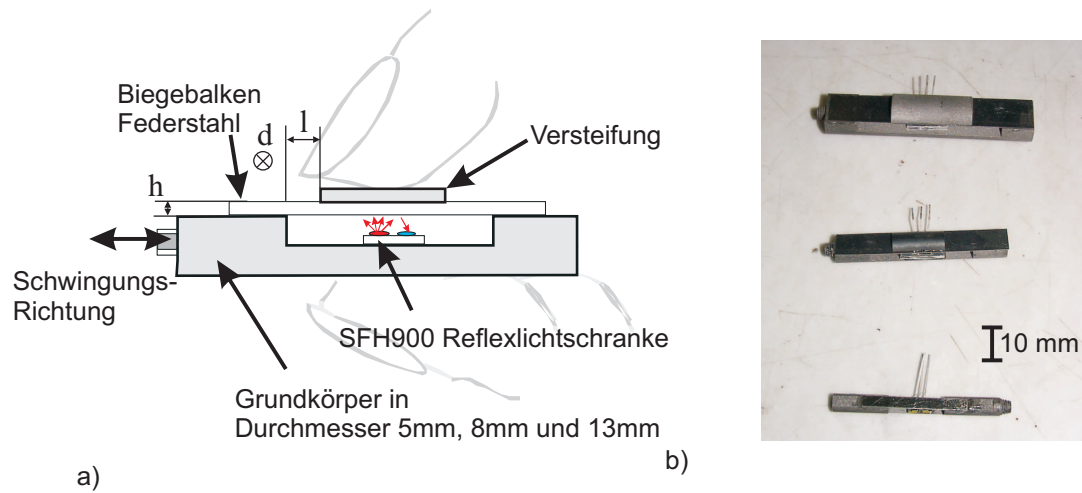 Biegebalken
Federstahl
d
l
Versteifung
h
Schwingungs-
Richtung
SFH900 Reflexlichtschranke
Grundkörper in
Durchmesser 5mm, 8mm und 13mm
a)
10 mm
b)